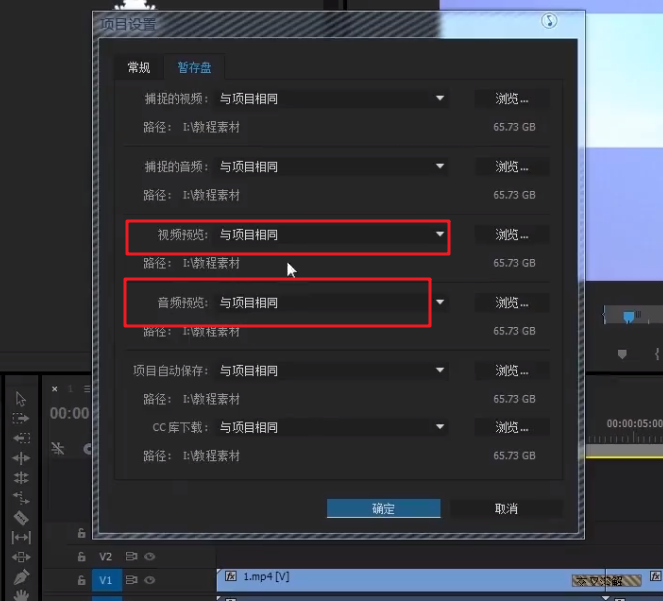 项目设置
常规 暂存盘
捕捉的视频: 与项目相同 浏览...
路径: I:\教程素材 65.73 GB
捕捉的音频: 与项目相同 浏览...
路径: I:\教程素材 65.73 GB
视频预览: 与项目相同 浏览...
路径: I:\教程素材 65.73 GB
音频预览: 与项目相同 浏览...
路径: I:\教程素材 65.73 GB
项目自动保存: 与项目相同 浏览...
路径: I:\教程素材 65.73 GB
CC 库下载: 与项目相同 浏览...
路径: I:\教程素材 65.73 GB
确定 取消
× 1 ≡
00:00
00:00:05:00
V2
V1 fx 1.mp4 [V] 交叉溶解 fx